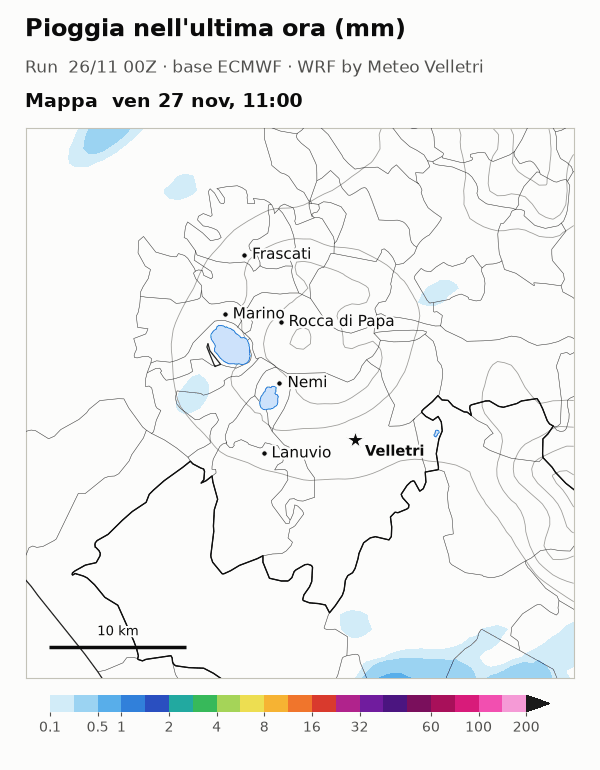 Pioggia nell'ultima ora (mm)
Run  26/11 00Z · base ECMWF · WRF by Meteo Velletri
Mappa  ven 27 nov, 11:00
Frascati
Marino
Rocca di Papa
Nemi
Velletri
Lanuvio
10 km
0.1 0.5 1 2 4 8 16 32 60 100 200